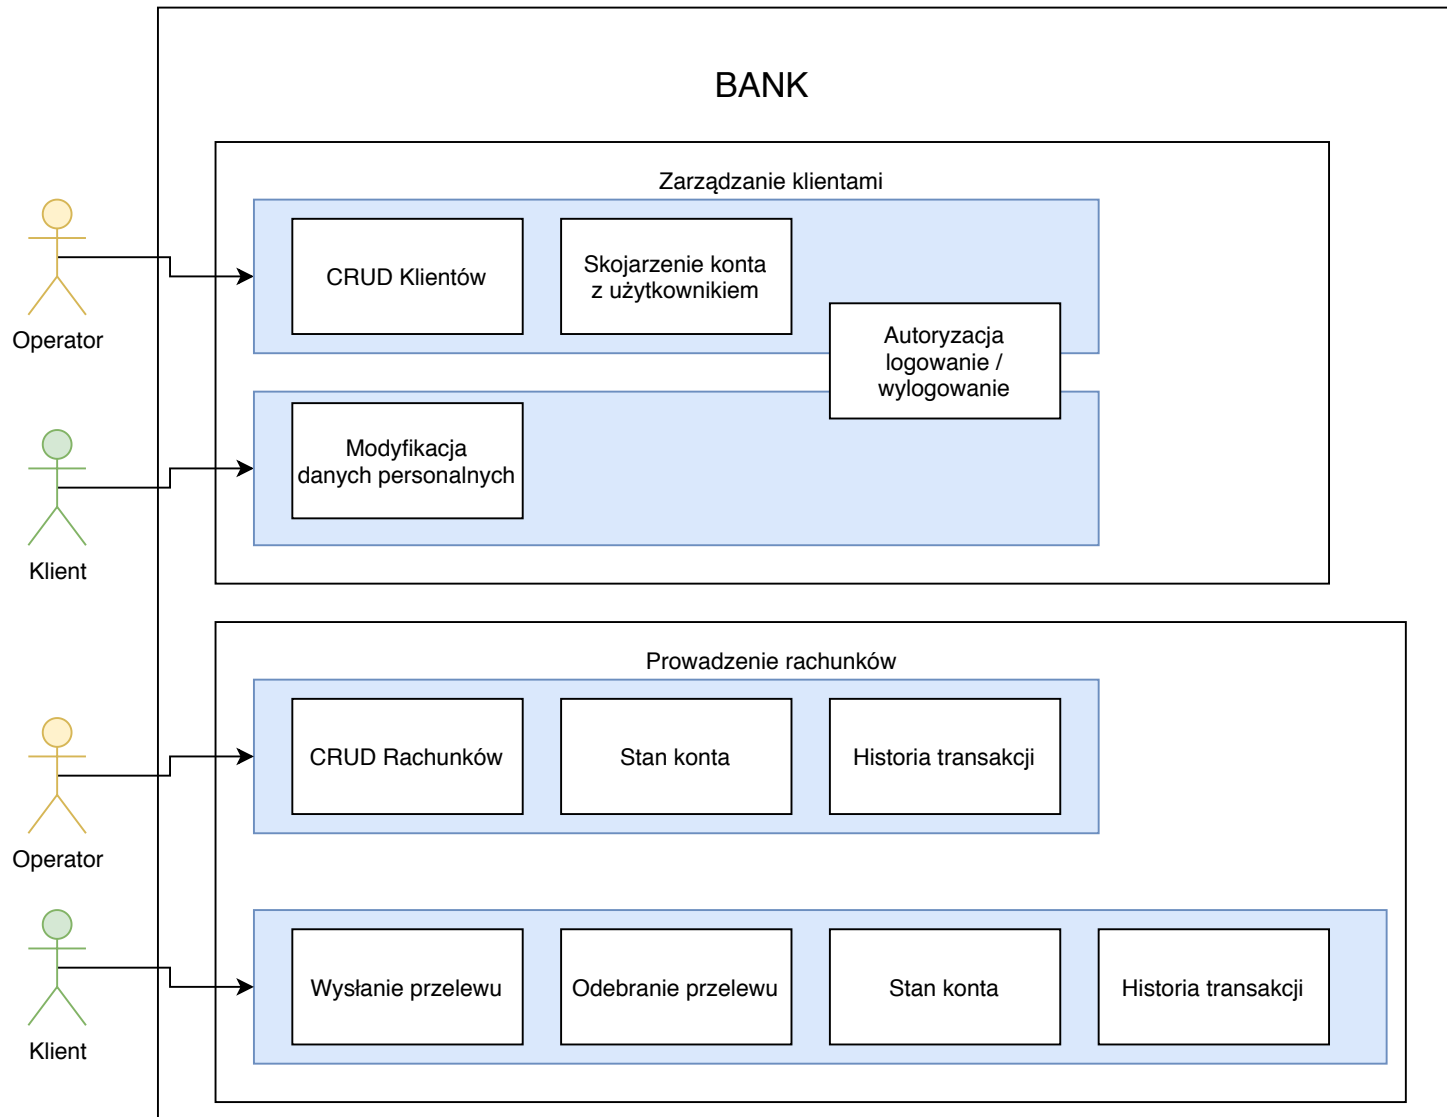 BANK
Zarządzanie klientami
Operator
CRUD Klientów
Skojarzenie konta
z użytkownikiem
Autoryzacja
logowanie /
wylogowanie
Klient
Modyfikacja
danych personalnych
Prowadzenie rachunków
Operator
CRUD Rachunków
Stan konta
Historia transakcji
Klient
Wysłanie przelewu
Odebranie przelewu
Stan konta
Historia transakcji